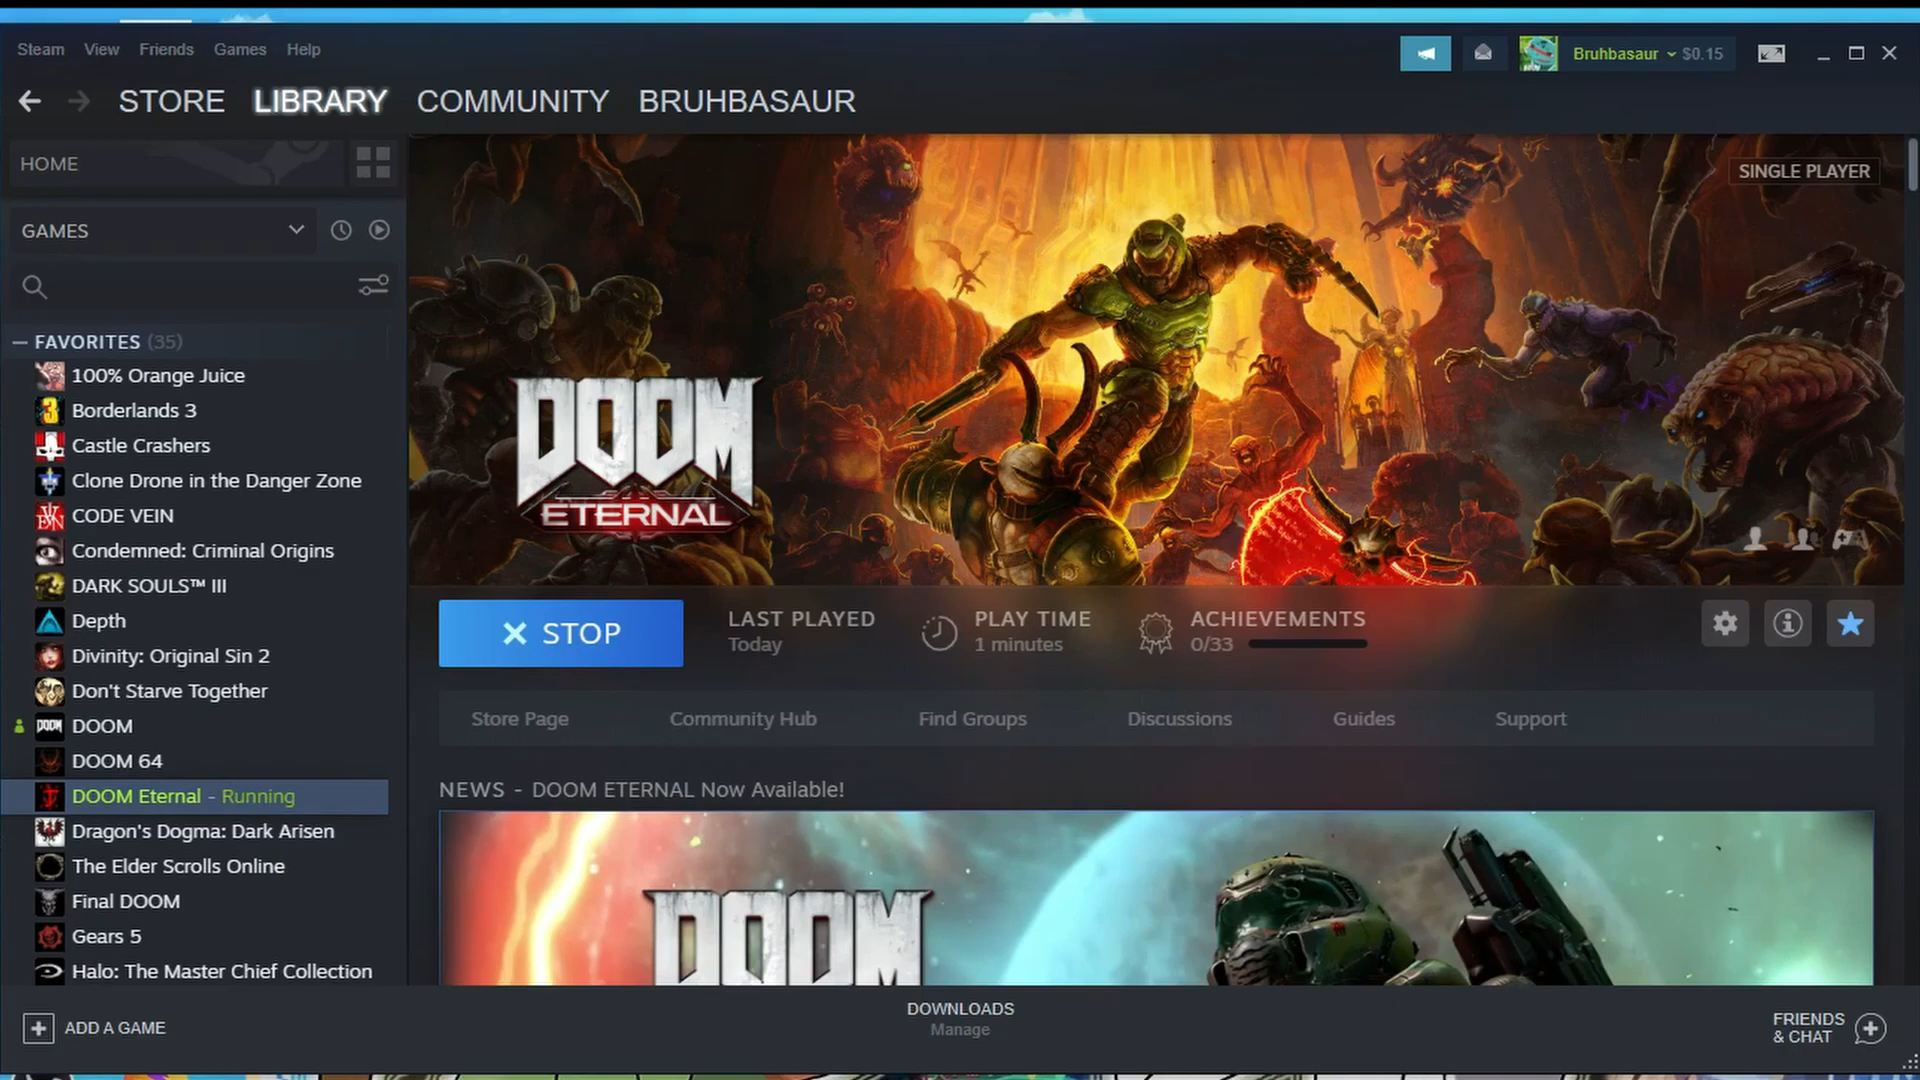 Steam View Friends Games Help
Bruhbasaur $0.15
STORE LIBRARY COMMUNITY BRUHBASAUR
HOME
SINGLE PLAYER
GAMES
FAVORITES (35)
100% Orange Juice
Borderlands 3
Castle Crashers
Clone Drone in the Danger Zone
CODE VEIN
Condemned: Criminal Origins
DARK SOULS™ III
Depth
Divinity: Original Sin 2
Don't Starve Together
DOOM
DOOM 64
DOOM Eternal - Running
Dragon's Dogma: Dark Arisen
The Elder Scrolls Online
Final DOOM
Gears 5
Halo: The Master Chief Collection
DOOM
ETERNAL
STOP
LAST PLAYED
Today
PLAY TIME
1 minutes
ACHIEVEMENTS
0/33
Store Page Community Hub Find Groups Discussions Guides Support
NEWS - DOOM ETERNAL Now Available!
DOOM
ADD A GAME
DOWNLOADS
Manage
FRIENDS
& CHAT